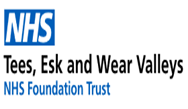 NHS
Tees, Esk and Wear Valleys
NHS Foundation Trust